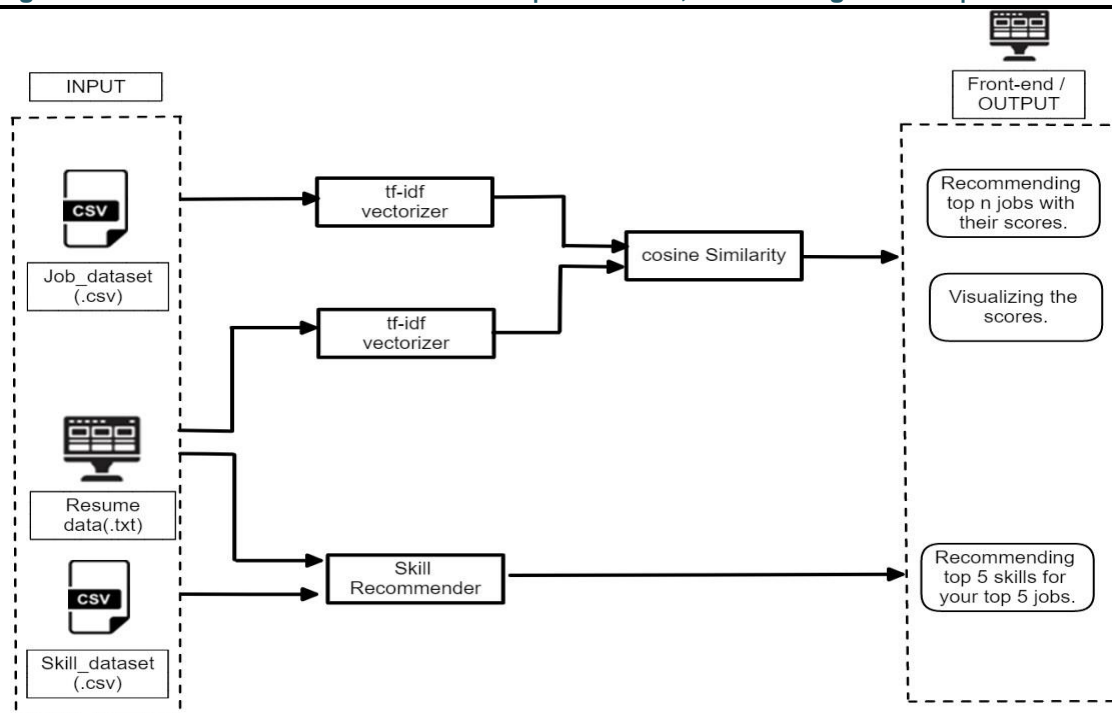 INPUT
Front-end /
OUTPUT
CSV
Job_dataset
(.csv)
tf-idf
vectorizer
cosine Similarity
Recommending
top n jobs with
their scores.
Visualizing the
scores.
tf-idf
vectorizer
Resume
data(.txt)
CSV
Skill_dataset
(.csv)
Skill
Recommender
Recommending
top 5 skills for
your top 5 jobs.